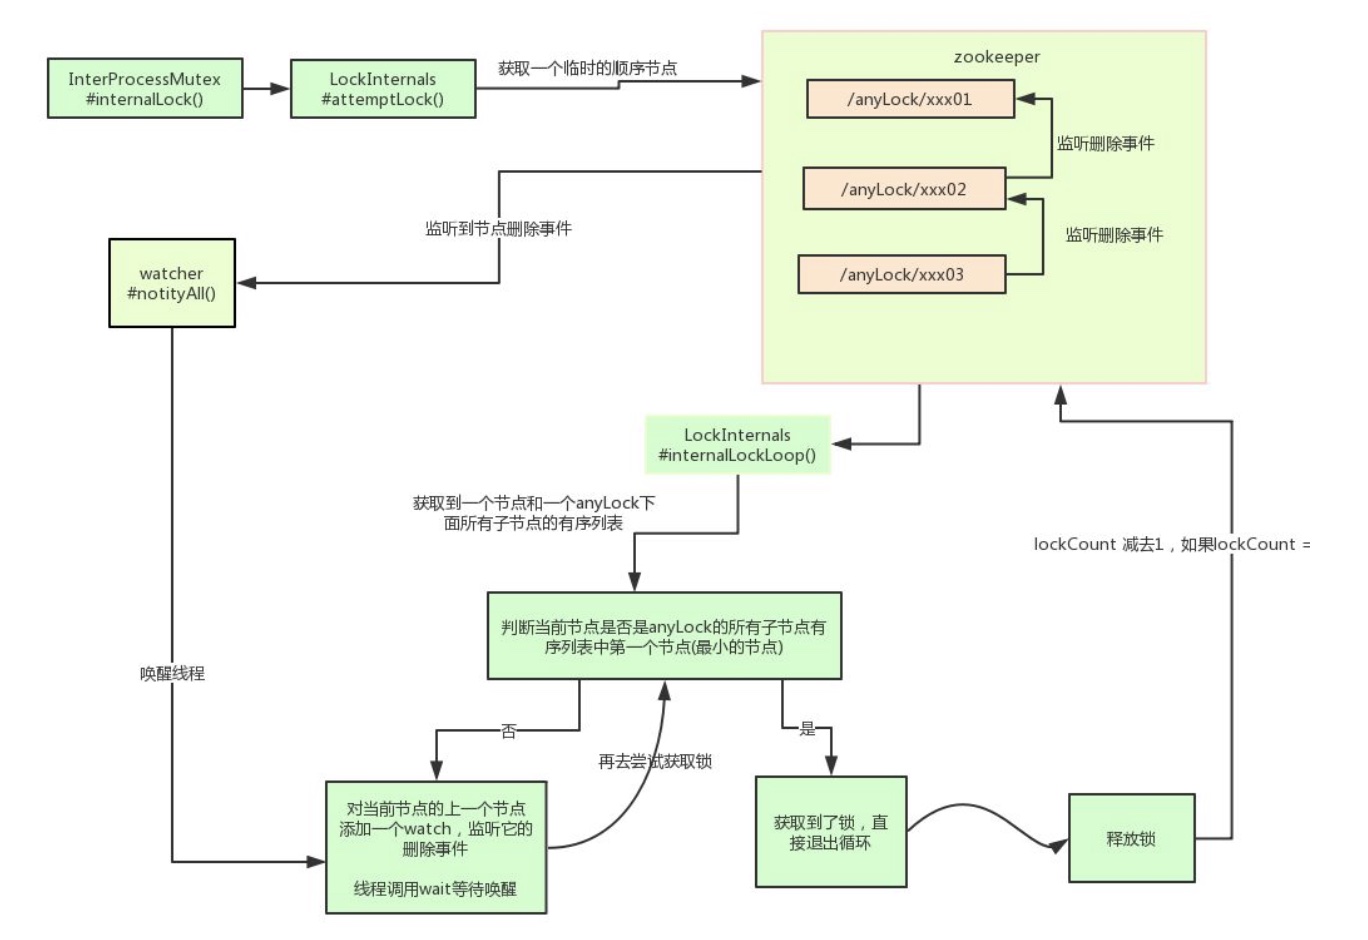 InterProcessMutex
#internalLock()
LockInternals
#attemptLock()
获取一个临时的顺序节点
zookeeper
/anyLock/xxx01
监听删除事件
/anyLock/xxx02
监听删除事件
/anyLock/xxx03
监听到节点删除事件
watcher
#notityAll()
LockInternals
#internalLockLoop()
获取到一个节点和一个anyLock下
面所有子节点的有序列表
lockCount 减去1，如果lockCount =
判断当前节点是否是anyLock的所有子节点有
序列表中第一个节点(最小的节点)
唤醒线程
否
是
再去尝试获取锁
对当前节点的上一个节点
添加一个watch，监听它的
删除事件
线程调用wait等待唤醒
获取到了锁，直
接退出循环
释放锁